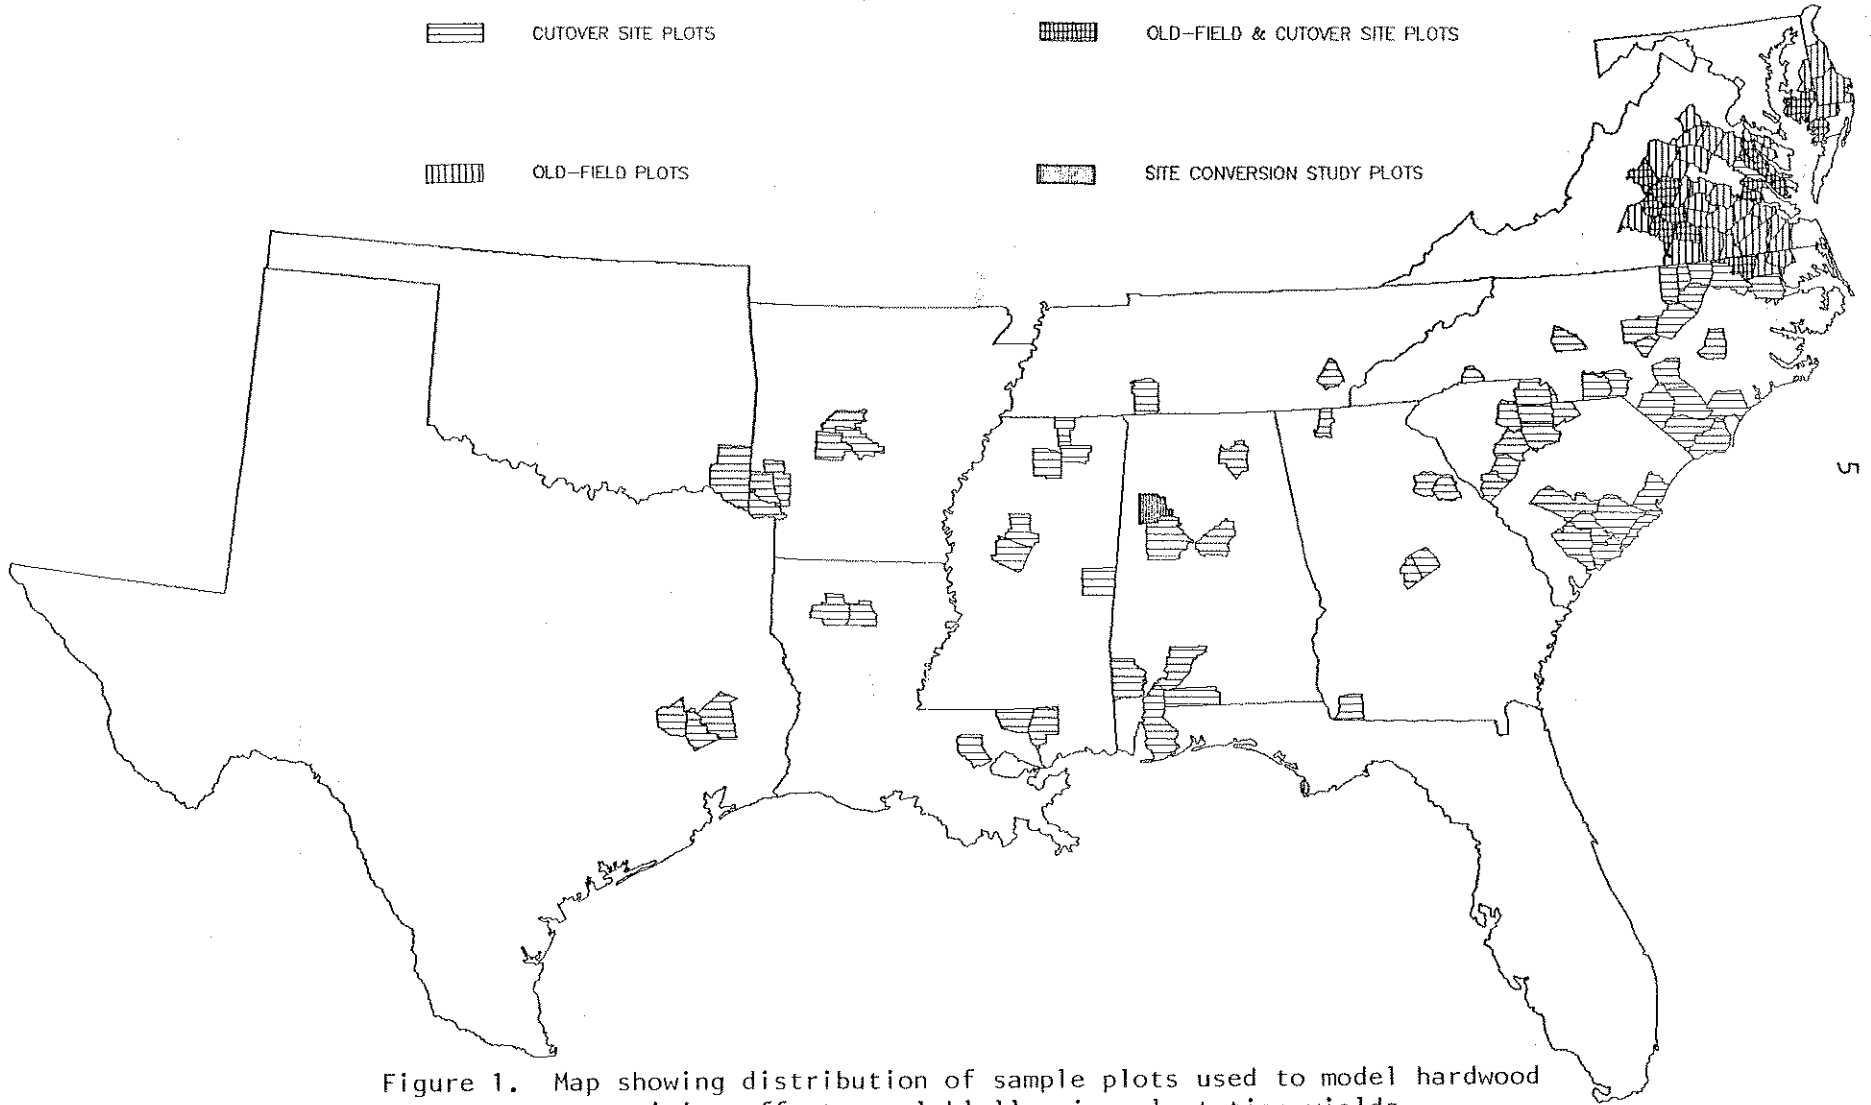 CUTOVER SITE PLOTS
OLD-FIELD & CUTOVER SITE PLOTS
OLD-FIELD PLOTS
SITE CONVERSION STUDY PLOTS
5
Figure 1. Map showing distribution of sample plots used to model hardwood